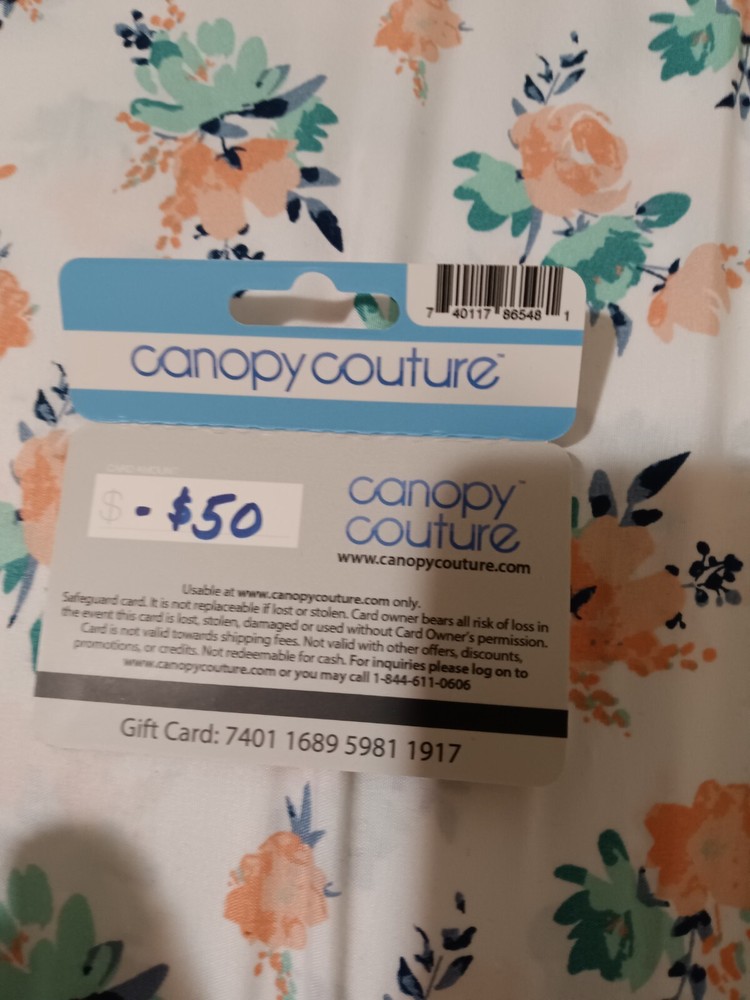 7 40117 86548 1
canopy couture™
CARD AMOUNT
$ - $50
canopy™
couture
www.canopycouture.com
Usable at www.canopycouture.com only.
Safeguard card. It is not replaceable if lost or stolen. Card owner bears all risk of loss in
the event this card is lost, stolen, damaged or used without Card Owner's permission.
Card is not valid towards shipping fees. Not valid with other offers, discounts,
promotions, or credits. Not redeemable for cash. For inquiries please log on to
www.canopycouture.com or you may call 1-844-611-0606
Gift Card: 7401 1689 5981 1917